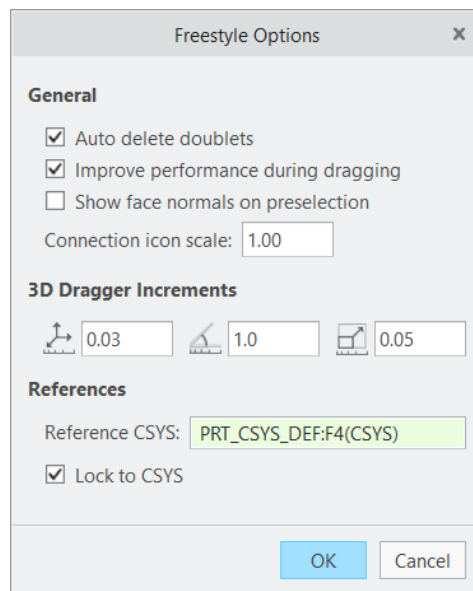 Freestyle Options
General
Auto delete doublets
Improve performance during dragging
Show face normals on preselection
Connection icon scale: 1.00
3D Dragger Increments
0.03 1.0 0.05
References
Reference CSYS: PRT_CSYS_DEF:F4(CSYS)
Lock to CSYS
OK Cancel